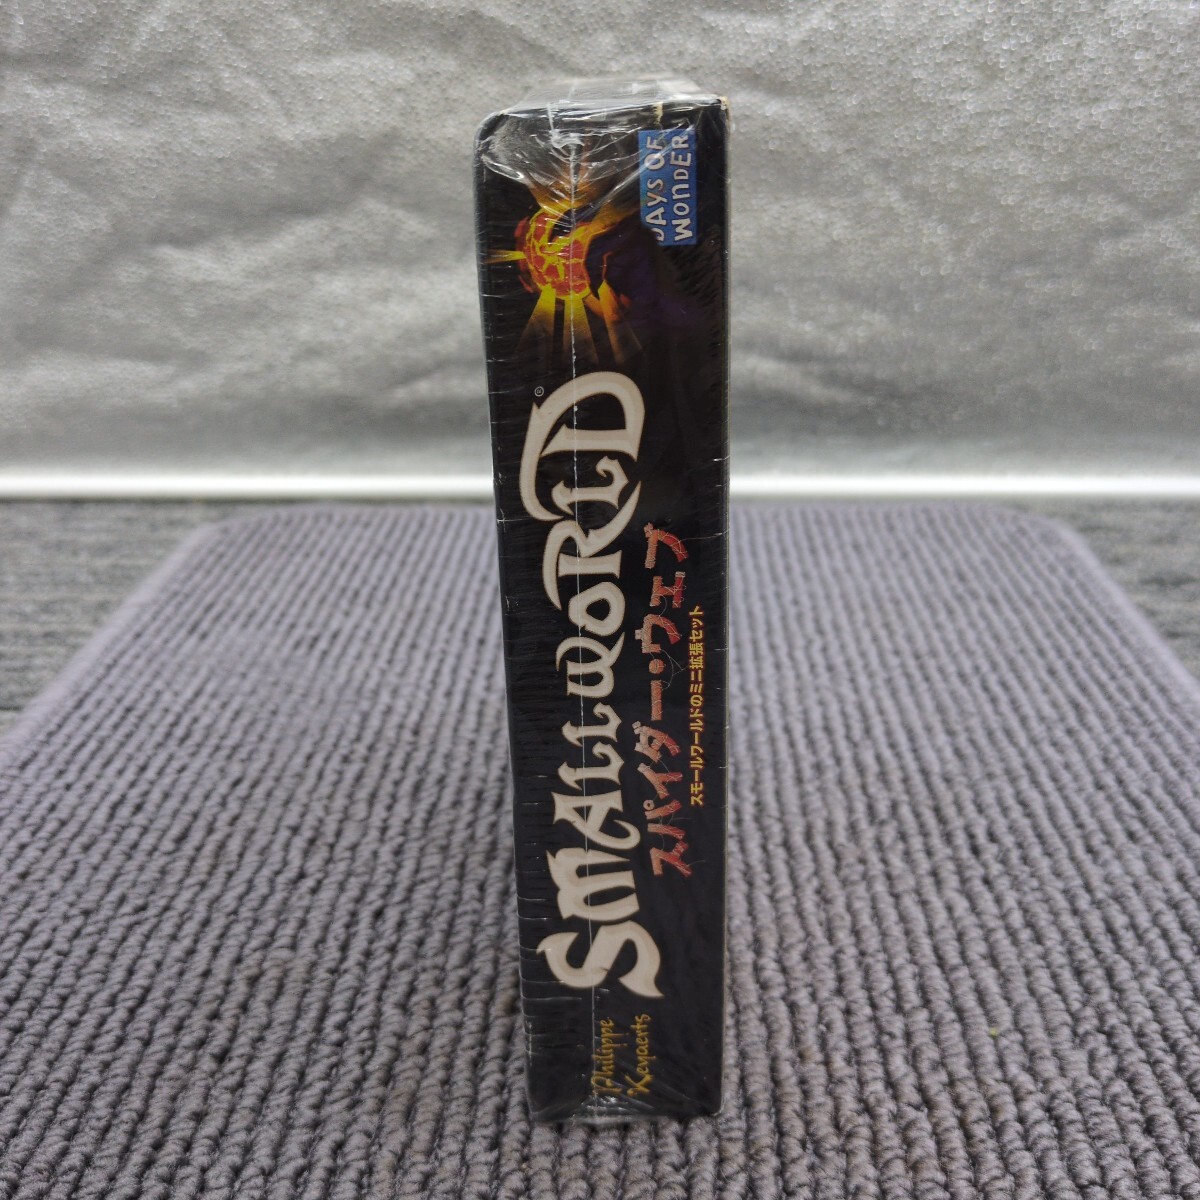 Philippe
Keyaerts
SMALLWORLD®
スパイダー・ウェブ
スモールワールドのミニ拡張セット
DAYS OF
WONDER